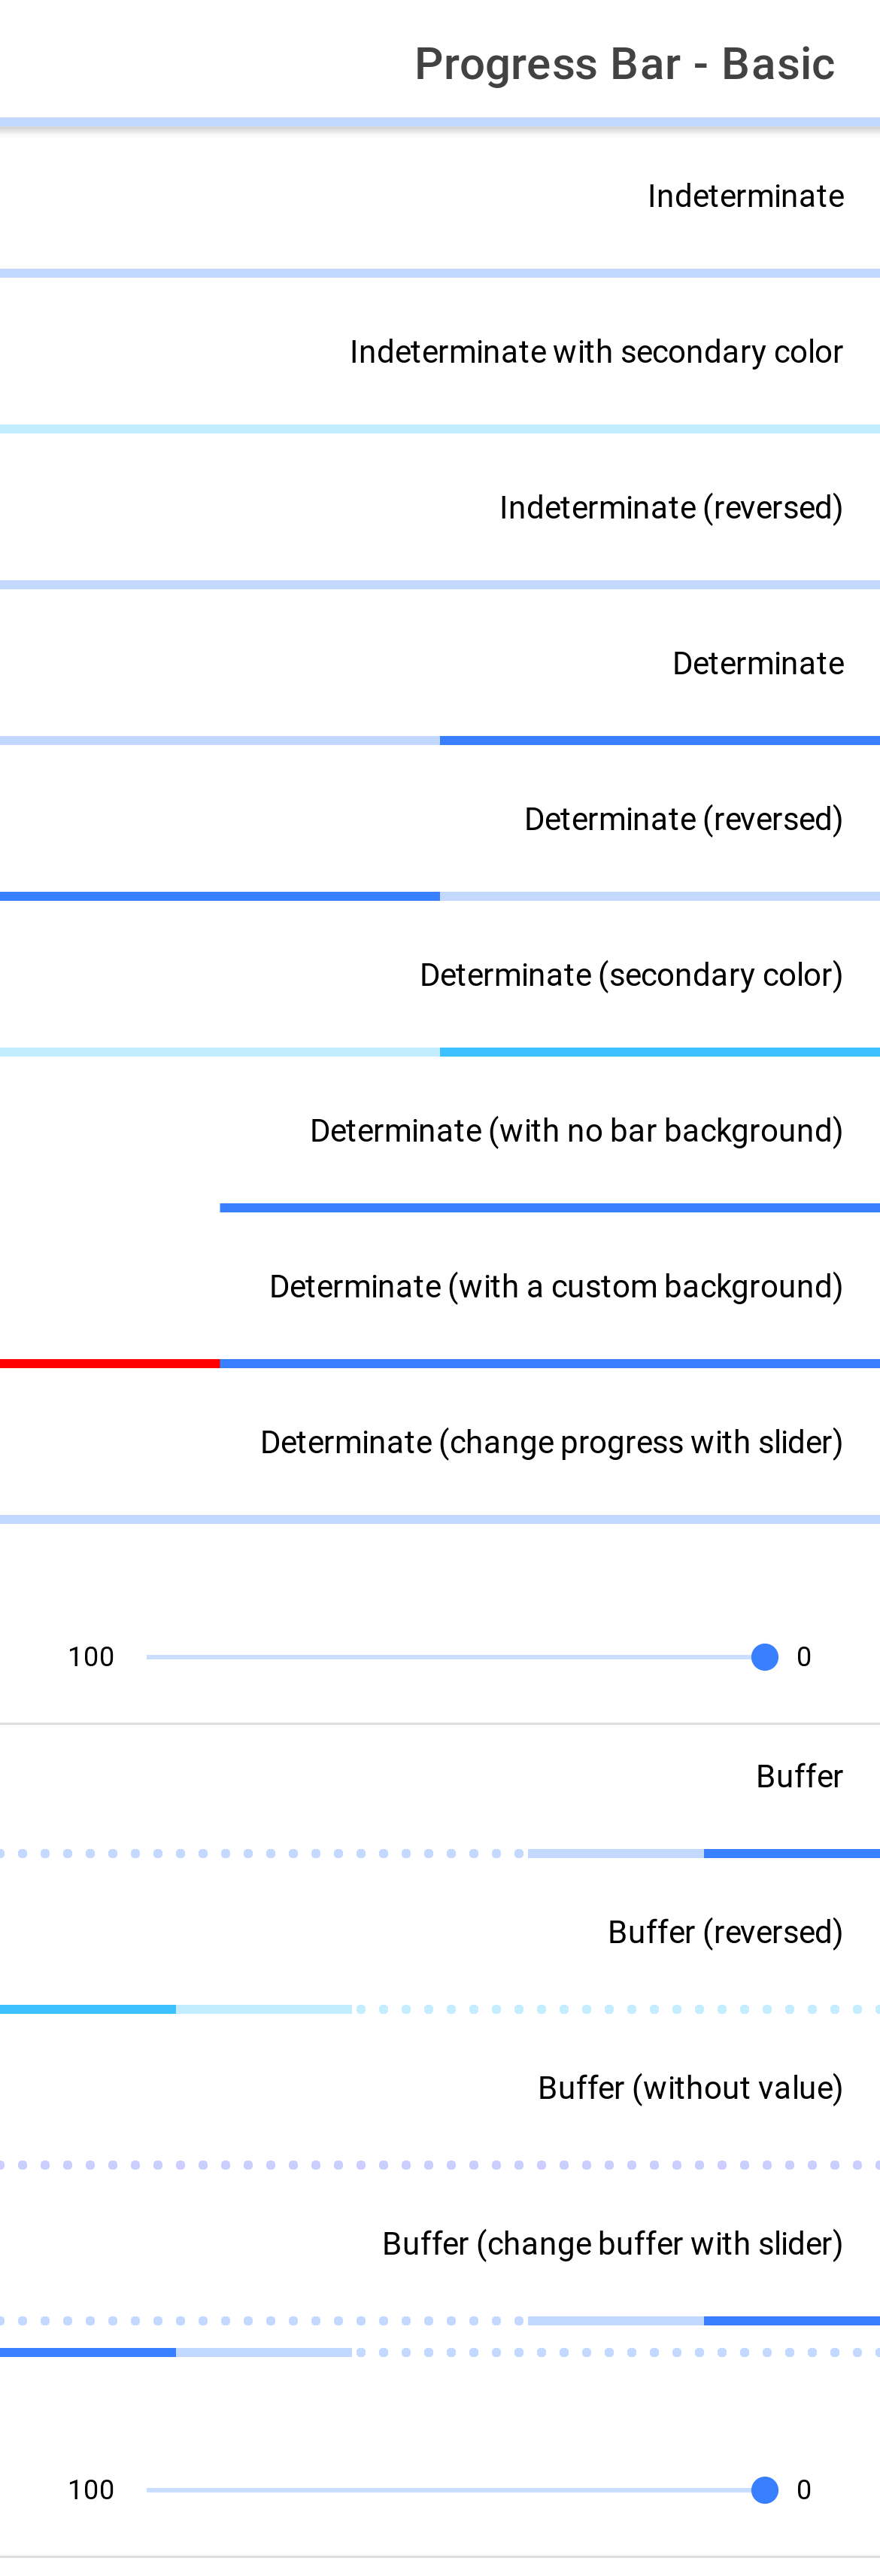 Progress Bar - Basic
Indeterminate
Indeterminate with secondary color
Indeterminate (reversed)
Determinate
Determinate (reversed)
Determinate (secondary color)
Determinate (with no bar background)
Determinate (with a custom background)
Determinate (change progress with slider)
100 0
Buffer
Buffer (reversed)
Buffer (without value)
Buffer (change buffer with slider)
100 0